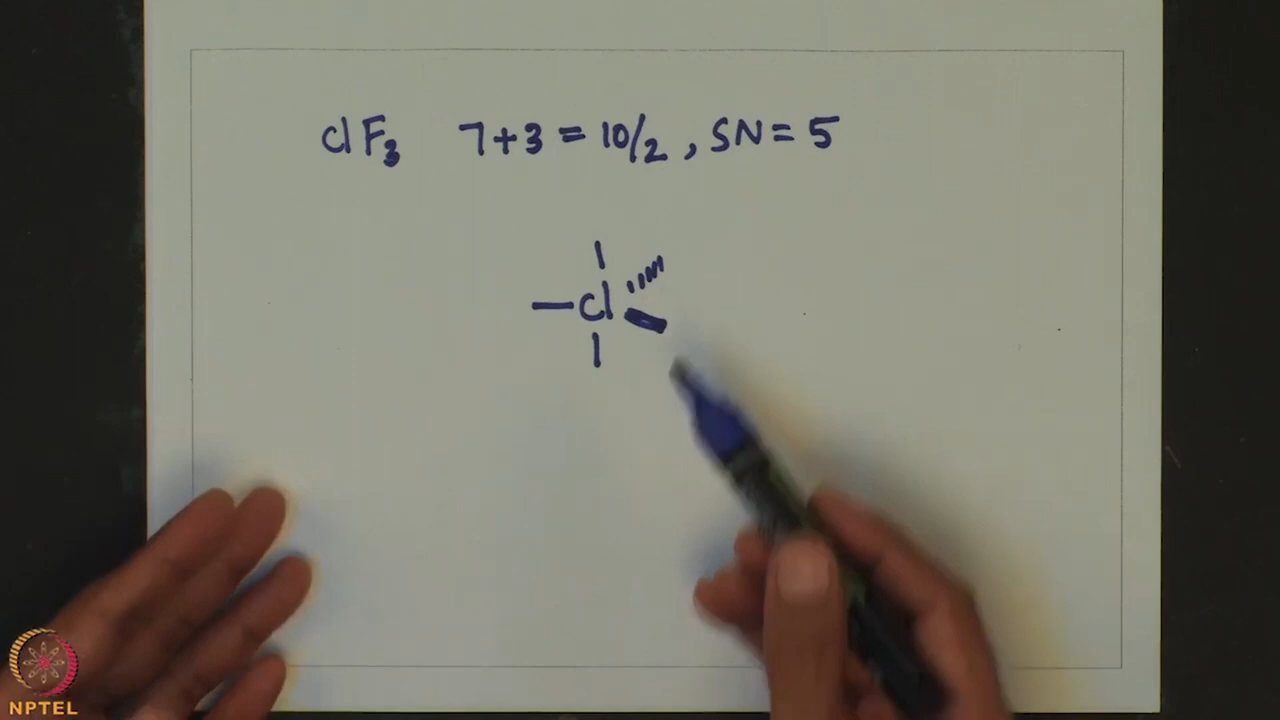 ClF₃ 7+3 = 10/2 , SN = 5
Cl
NPTEL